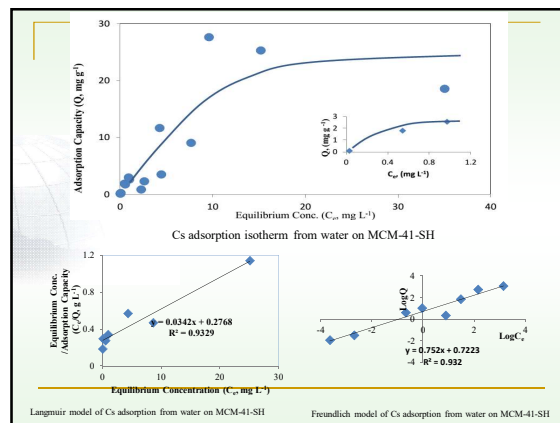 30
20
10
0
Adsorption Capacity (Q, mg g-1)
0 10 20 30 40
Equilibrium Conc. (Ce, mg L-1)
3
2
1
0
Q, (mg g-1)
0 0.4 0.8 1.2
Ce, (mg L-1)
Cs adsorption isotherm from water on MCM-41-SH
1.2
0.8
0.4
0
Equilibrium Conc.
/Adsorption Capacity
(Ce/Q, g L-1)
y = 0.0342x + 0.2768
R² = 0.9329
0 10 20 30
Equilibrium Concentration (Ce, mg L-1)
Langmuir model of Cs adsorption from water on MCM-41-SH
LogQ
4
2
0
-2
-4
-4 -2 0 2 4
LogCe
y = 0.752x + 0.7223
R² = 0.932
Freundlich model of Cs adsorption from water on MCM-41-SH